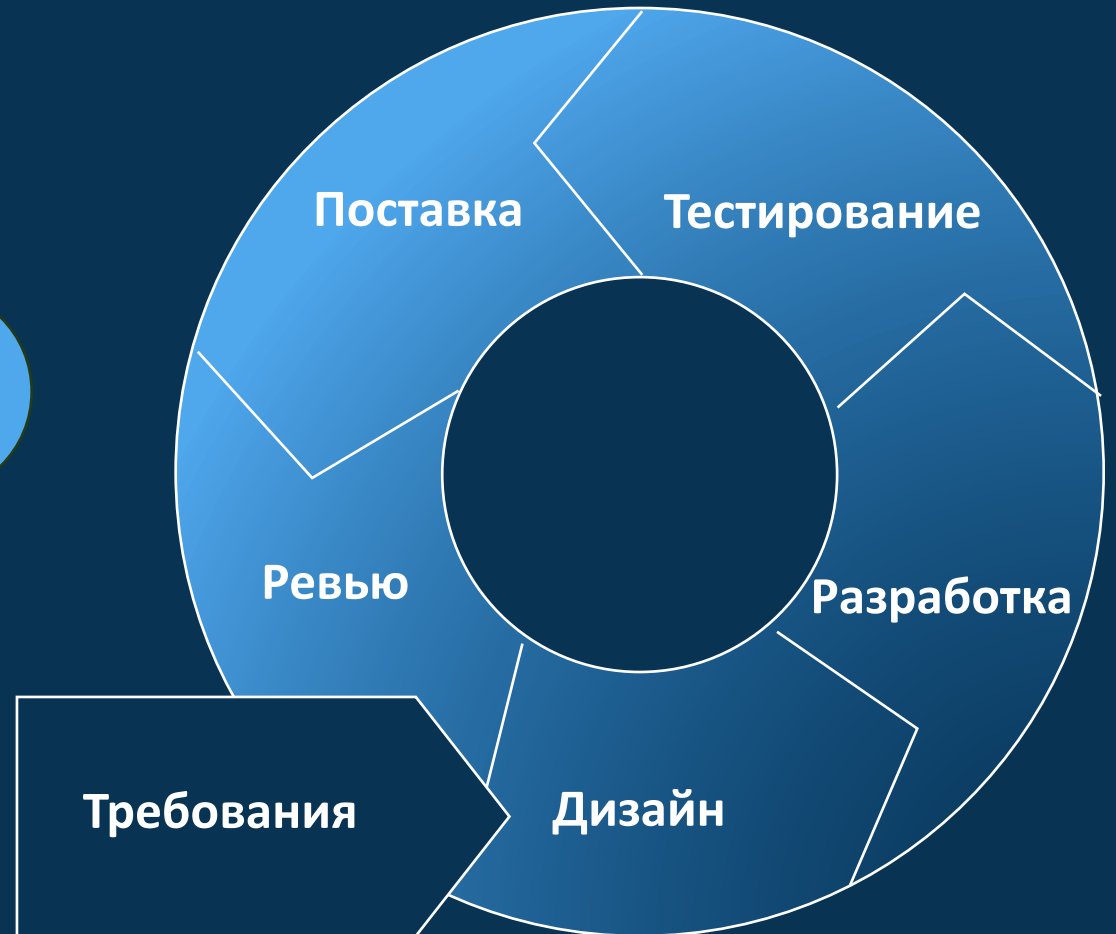 Поставка
Тестирование
Ревью
Разработка
Требования
Дизайн